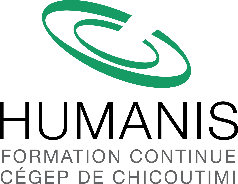 HUMANIS
FORMATION CONTINUE
CÉGEP DE CHICOUTIMI